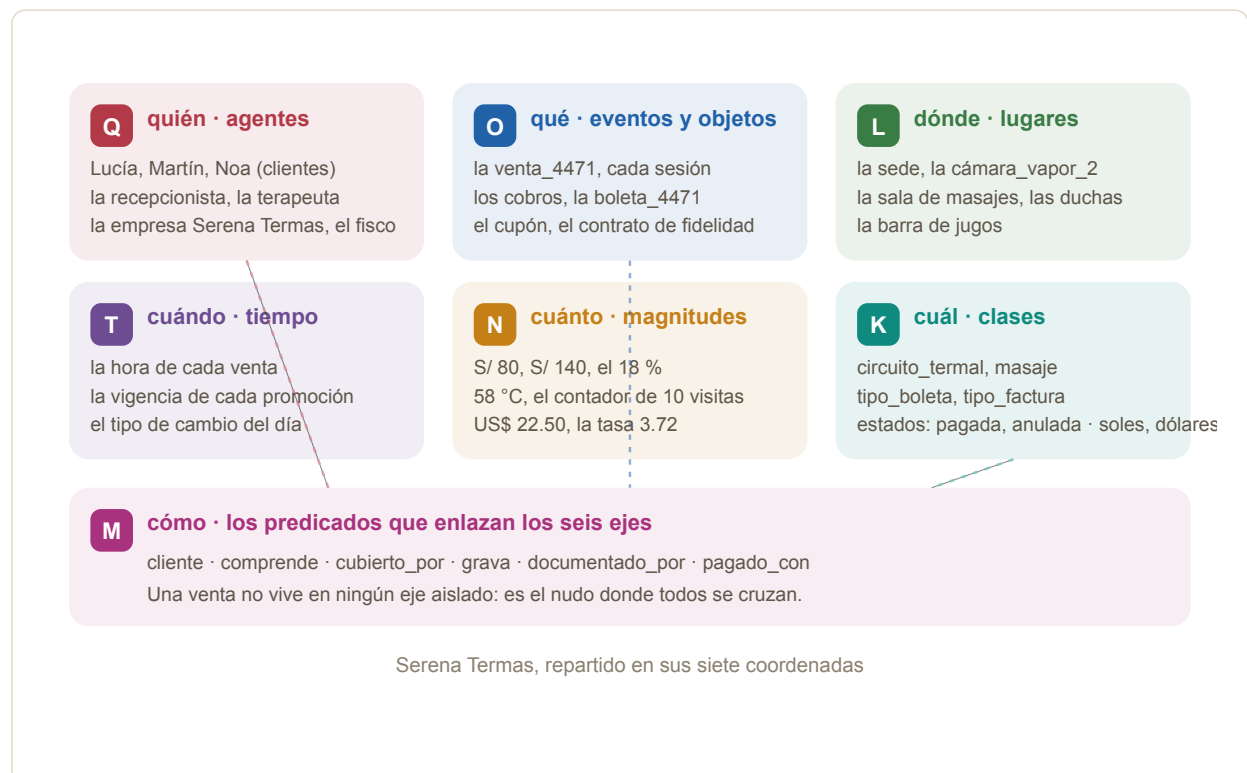 Q quién · agentes
Lucía, Martín, Noa (clientes)
la recepcionista, la terapeuta
la empresa Serena Termas, el fisco
O qué · eventos y objetos
la venta_4471, cada sesión
los cobros, la boleta_4471
el cupón, el contrato de fidelidad
L dónde · lugares
la sede, la cámara_vapor_2
la sala de masajes, las duchas
la barra de jugos
T cuándo · tiempo
la hora de cada venta
la vigencia de cada promoción
el tipo de cambio del día
N cuánto · magnitudes
S/ 80, S/ 140, el 18 %
58 °C, el contador de 10 visitas
US$ 22.50, la tasa 3.72
K cuál · clases
circuito_termal, masaje
tipo_boleta, tipo_factura
estados: pagada, anulada · soles, dólares
M cómo · los predicados que enlazan los seis ejes
cliente · comprende · cubierto_por · grava · documentado_por · pagado_con
Una venta no vive en ningún eje aislado: es el nudo donde todos se cruzan.
Serena Termas, repartido en sus siete coordenadas